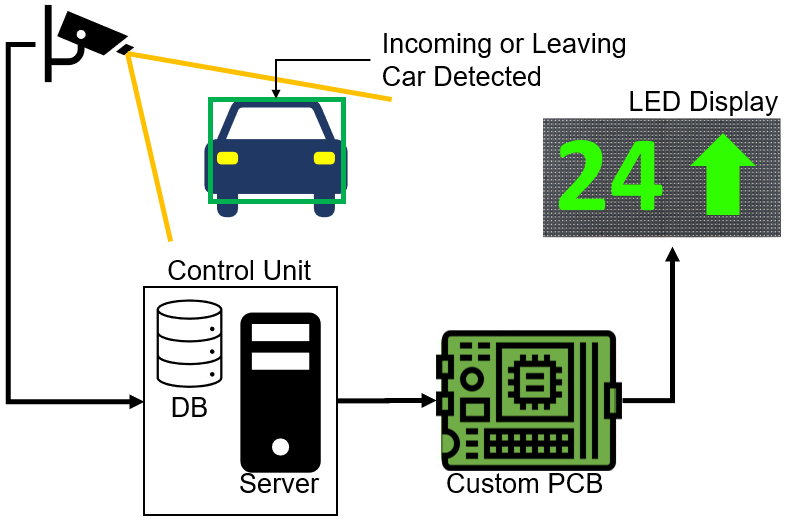 Incoming or Leaving
Car Detected
LED Display
24
Control Unit
DB
Server
Custom PCB